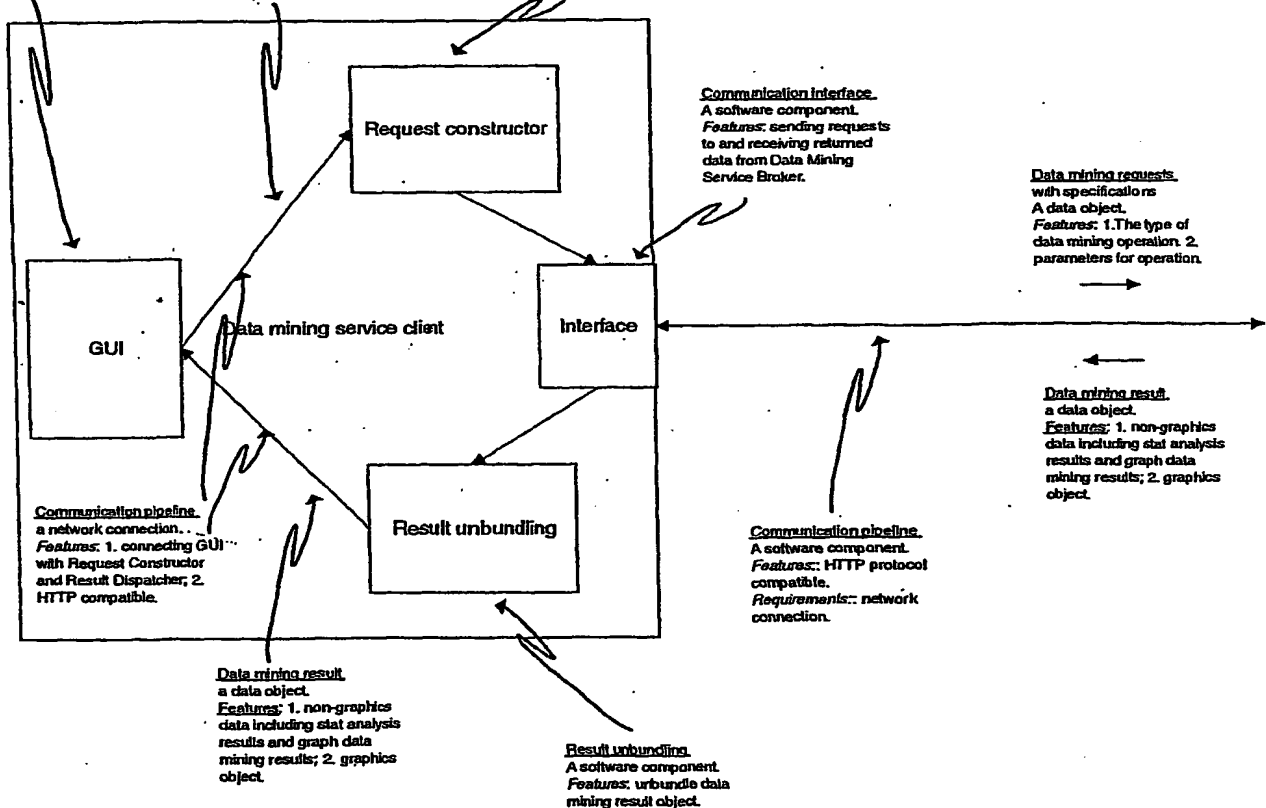 Request constructor
Communication interface
A software component.
Features: sending requests
to and receiving returned
data from Data Mining
Service Broker.
Data mining requests
with specifications
A data object.
Features: 1.The type of
data mining operation. 2.
parameters for operation.
GUI
Data mining service client
Interface
Data mining result
a data object.
Features: 1. non-graphics
data including stat analysis
results and graph data
mining results; 2. graphics
object.
Communication pipeline
a network connection.
Features: 1. connecting GUI
with Request Constructor
and Result Dispatcher; 2.
HTTP compatible.
Result unbundling
Communication pipeline
A software component.
Features:: HTTP protocol
compatible.
Requirements:: network
connection.
Data mining result
a data object.
Features: 1. non-graphics
data including stat analysis
results and graph data
mining results; 2. graphics
object.
Result unbundling
A software component.
Features: unbundle data
mining result object.